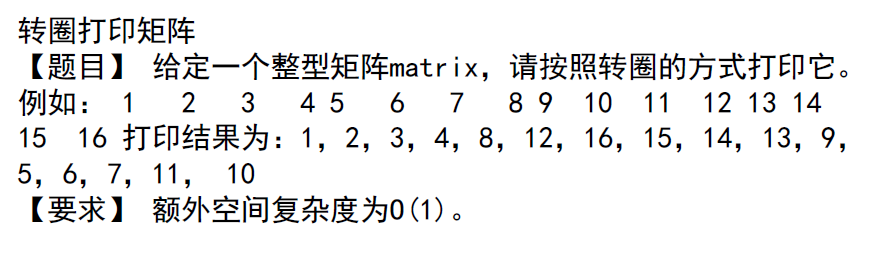 转圈打印矩阵
【题目】 给定一个整型矩阵matrix，请按照转圈的方式打印它。
例如： 1 2 3 4 5 6 7 8 9 10 11 12 13 14
15 16 打印结果为：1，2，3，4，8，12，16，15，14，13，9，
5，6，7，11， 10
【要求】 额外空间复杂度为O(1)。